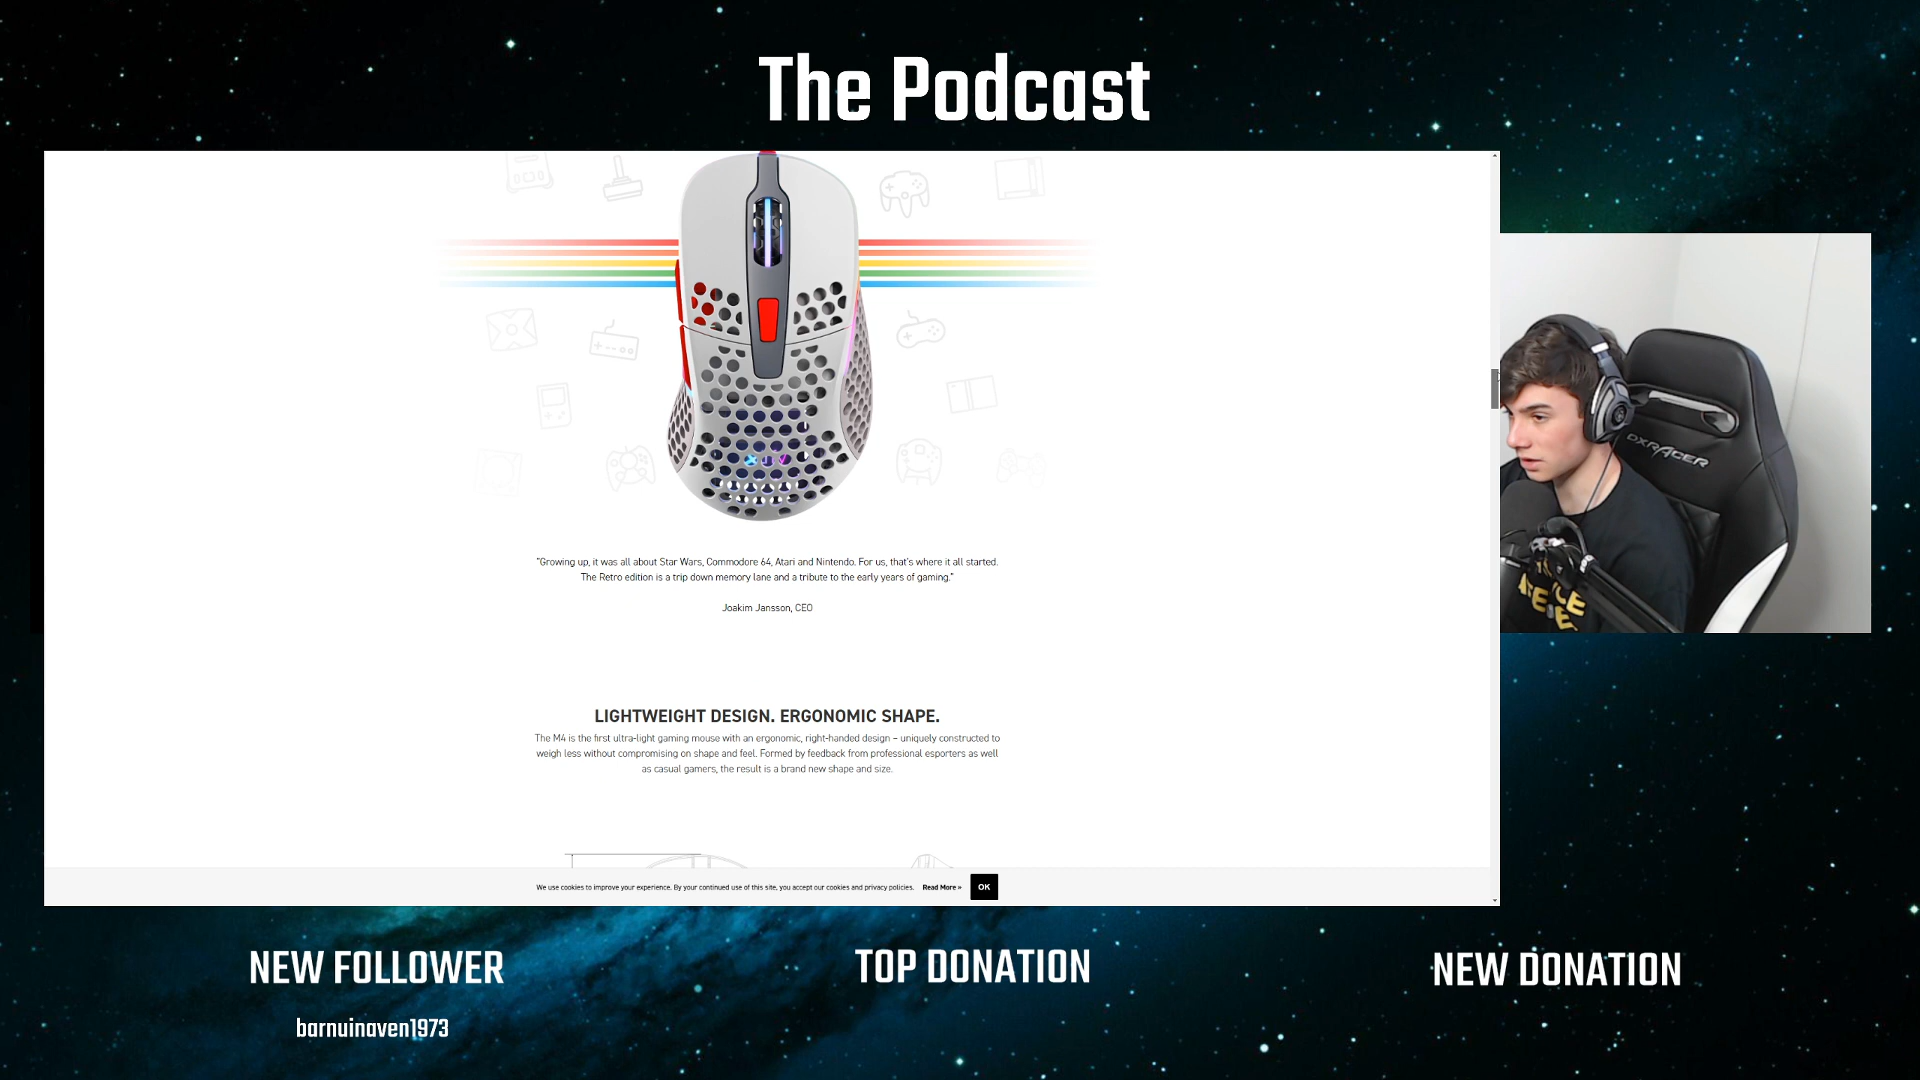 The Podcast
"Growing up, it was all about Star Wars, Commodore 64, Atari and Nintendo. For us, that's where it all started.
The Retro edition is a trip down memory lane and a tribute to the early years of gaming."
Joakim Jansson, CEO
LIGHTWEIGHT DESIGN. ERGONOMIC SHAPE.
The M4 is the first ultra-light gaming mouse with an ergonomic, right-handed design – uniquely constructed to
weigh less without compromising on shape and feel. Formed by feedback from professional esporters as well
as casual gamers, the result is a brand new shape and size.
We use cookies to improve your experience. By your continued use of this site, you accept our cookies and privacy policies. Read More » OK
DXRACER
NEW FOLLOWER
barnuinaven1973
TOP DONATION
NEW DONATION